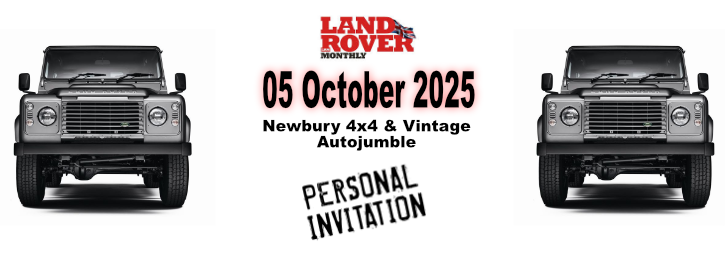 LAND
ROVER
MONTHLY
05 October 2025
Newbury 4x4 & Vintage
Autojumble
PERSONAL
INVITATION